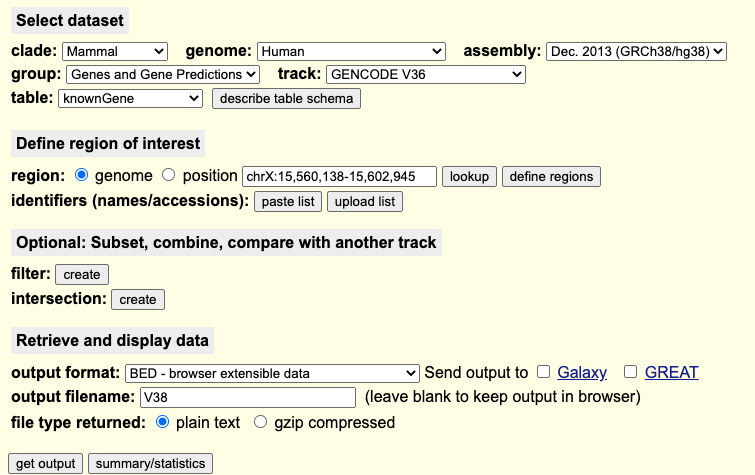 Select dataset
clade: Mammal genome: Human assembly: Dec. 2013 (GRCh38/hg38)
group: Genes and Gene Predictions track: GENCODE V36
table: knownGene describe table schema
Define region of interest
region: genome position chrX:15,560,138-15,602,945 lookup define regions
identifiers (names/accessions): paste list upload list
Optional: Subset, combine, compare with another track
filter: create
intersection: create
Retrieve and display data
output format: BED - browser extensible data Send output to Galaxy GREAT
output filename: V38 (leave blank to keep output in browser)
file type returned: plain text gzip compressed
get output summary/statistics